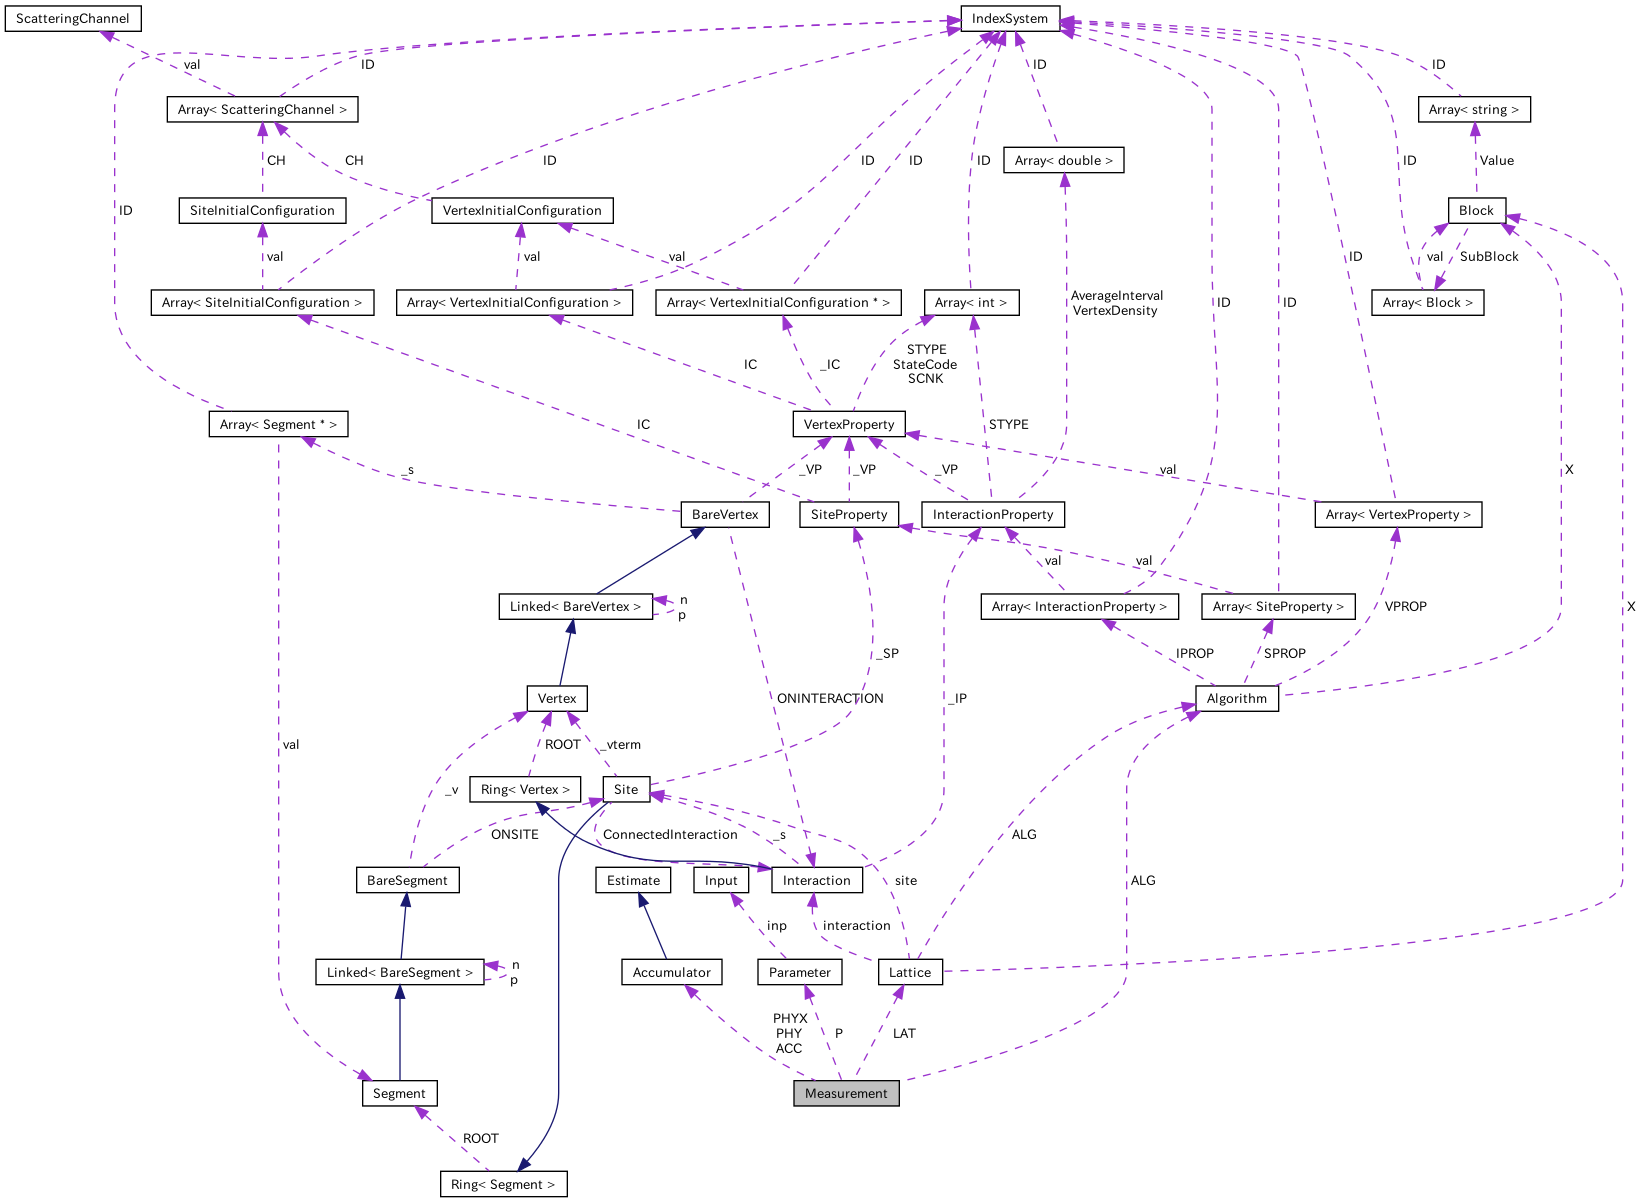 ScatteringChannel
IndexSystem
val
ID
ID
ID
Array< ScatteringChannel >
Array< string >
CH
CH
ID
ID
ID
ID
Array< double >
ID
Value
ID
SiteInitialConfiguration
VertexInitialConfiguration
Block
val
val
val
ID
val
SubBlock
Array< SiteInitialConfiguration >
Array< VertexInitialConfiguration >
Array< VertexInitialConfiguration * >
Array< int >
AverageInterval
VertexDensity
ID
ID
Array< Block >
IC
_IC
STYPE
StateCode
SCNK
Array< Segment * >
IC
VertexProperty
STYPE
_s
_VP
_VP
_VP
val
X
BareVertex
SiteProperty
InteractionProperty
Array< VertexProperty >
val
val
Linked< BareVertex >
n
p
Array< InteractionProperty >
Array< SiteProperty >
VPROP
X
_SP
IPROP
SPROP
Vertex
ONINTERACTION
_IP
Algorithm
val
ROOT
_vterm
_v
Ring< Vertex >
Site
ONSITE
ConnectedInteraction
_s
ALG
BareSegment
Estimate
Input
Interaction
site
ALG
inp
interaction
Linked< BareSegment >
n
p
Accumulator
Parameter
Lattice
PHYX
PHY
ACC
P
LAT
Segment
Measurement
ROOT
Ring< Segment >